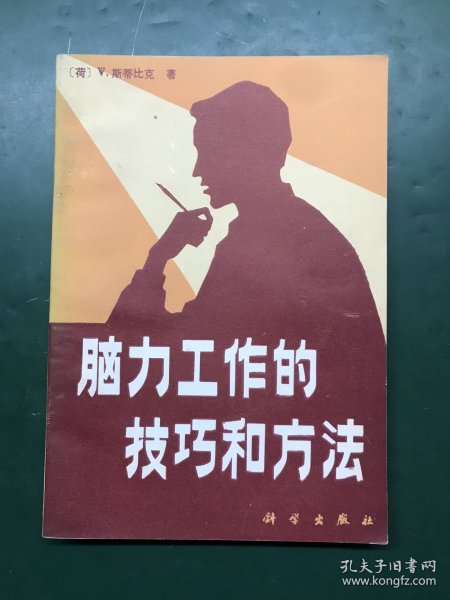 〔荷〕 W. 斯蒂比克 著
脑力工作的
技巧和方法
科学出版社
孔夫子旧书网
www.kongfz.com